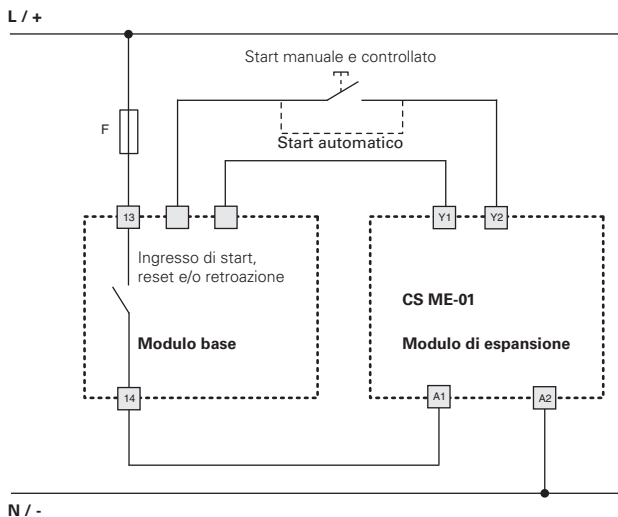 L / +
Start manuale e controllato
F
Start automatico
13
Y1
Y2
Ingresso di start,
reset e/o retroazione
CS ME-01
Modulo base
Modulo di espansione
14
A1
A2
N / -